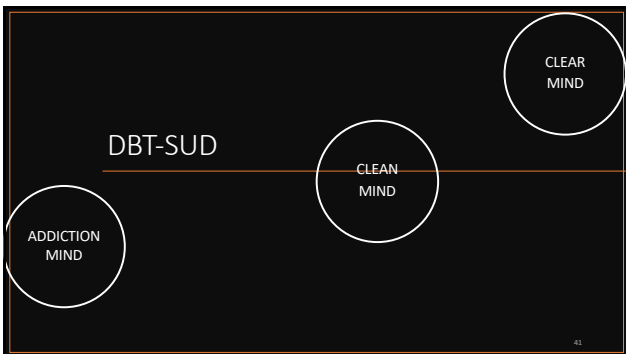 CLEAR
MIND
DBT-SUD
CLEAN
MIND
ADDICTION
MIND
41